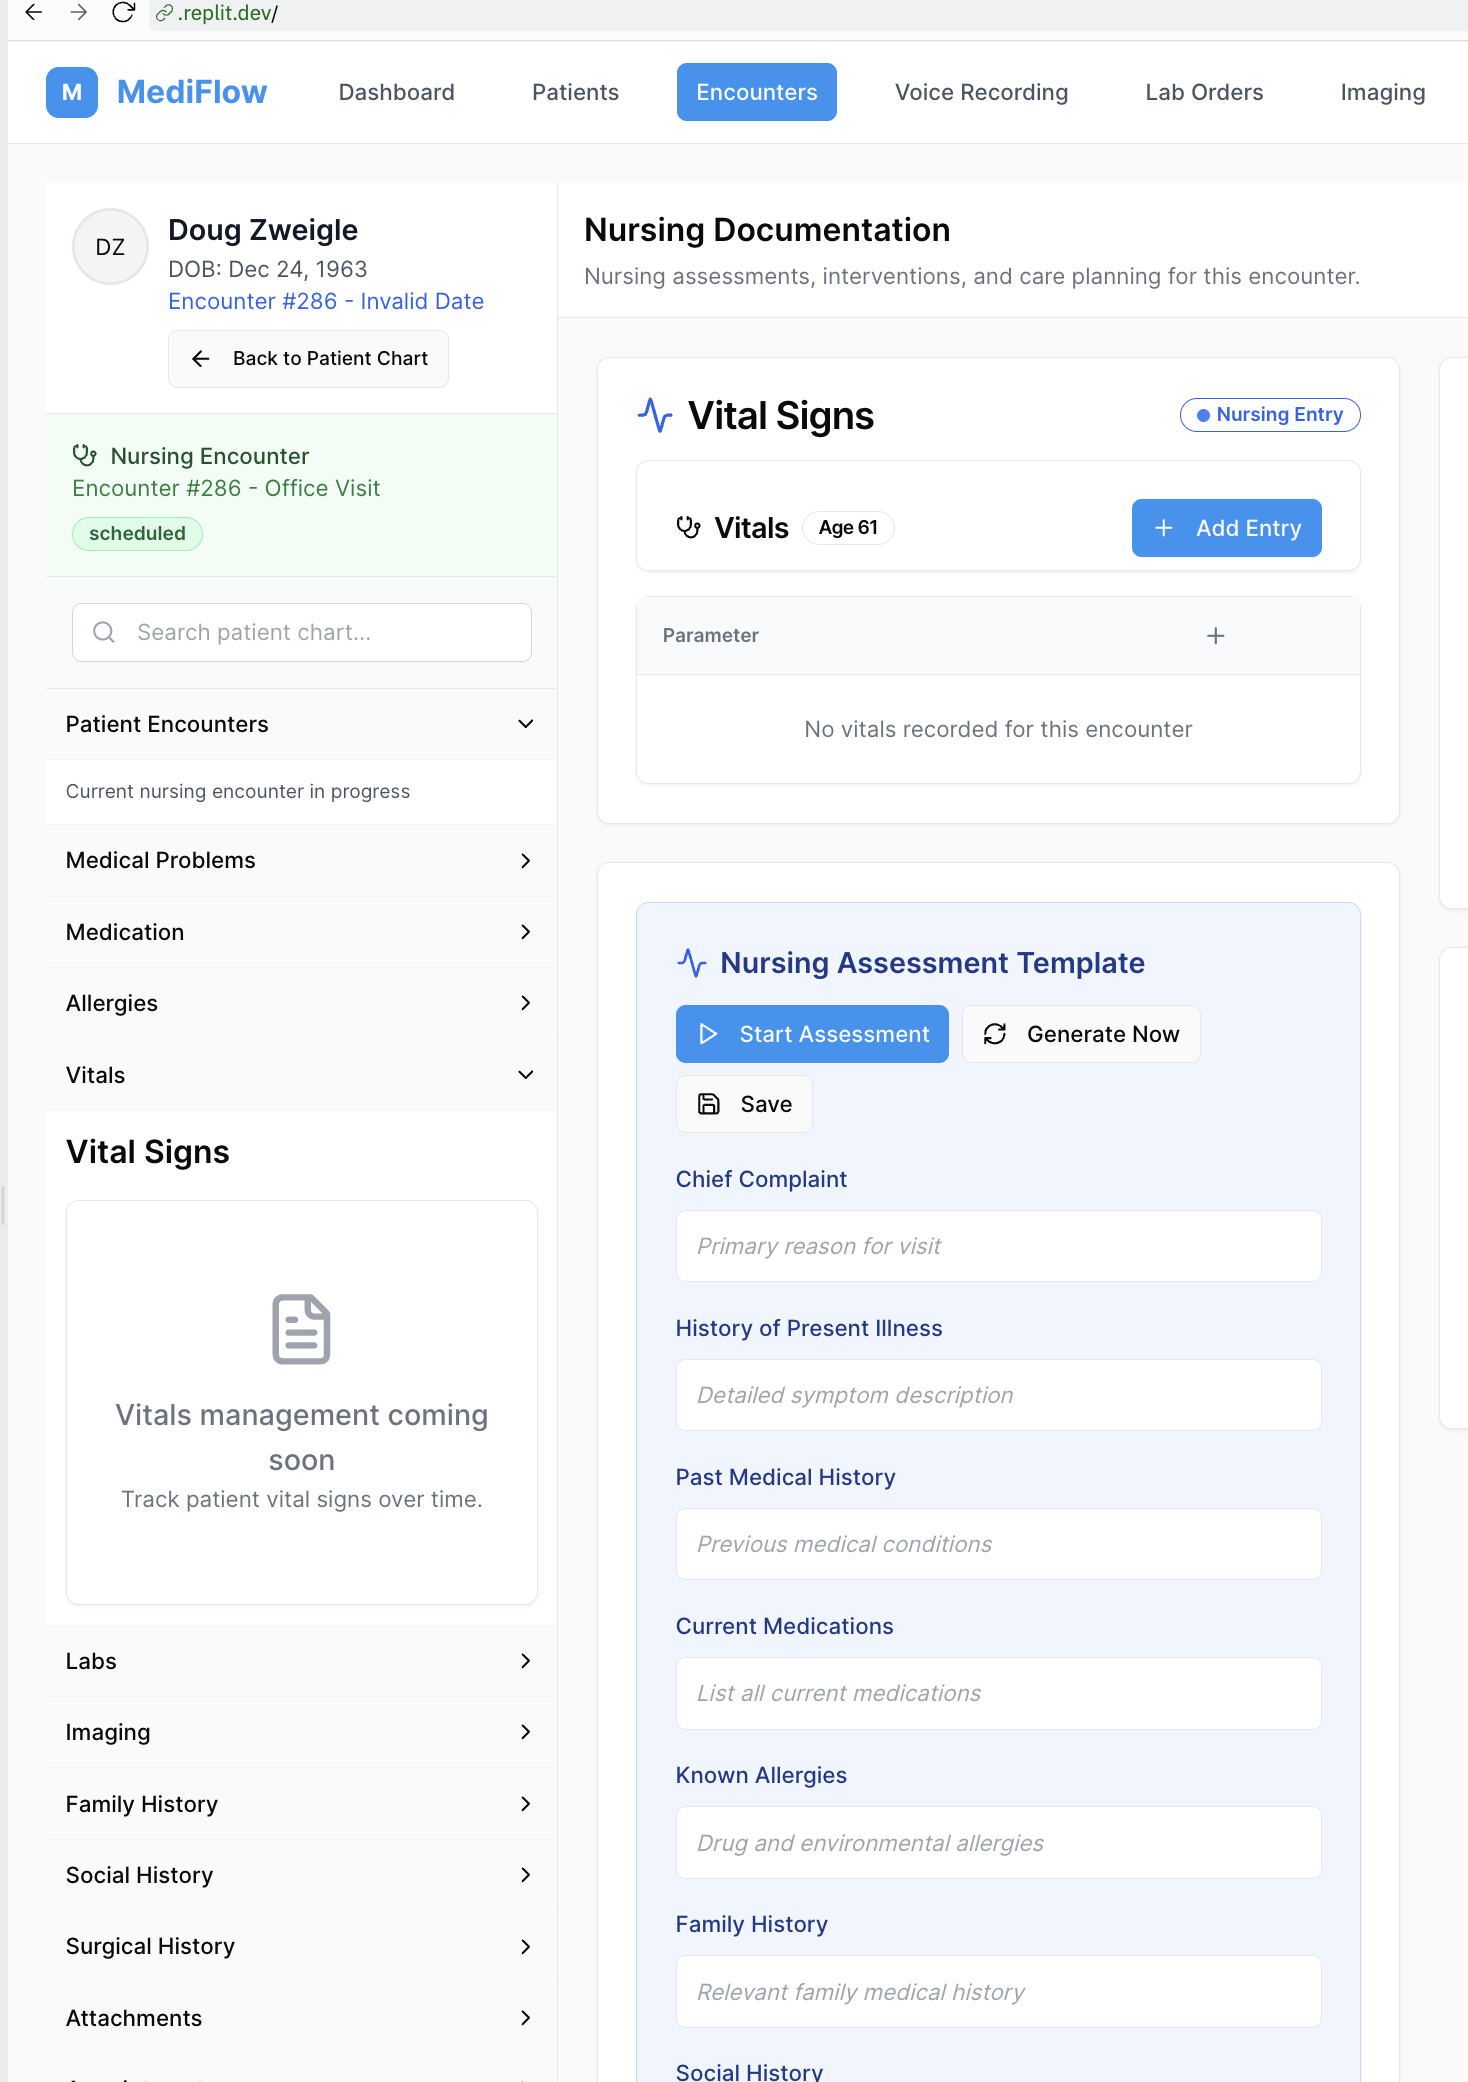 .replit.dev/
M MediFlow Dashboard Patients Encounters Voice Recording Lab Orders Imaging
DZ
Doug Zweigle
DOB: Dec 24, 1963
Encounter #286 - Invalid Date
Back to Patient Chart
Nursing Encounter
Encounter #286 - Office Visit
scheduled
Search patient chart...
Patient Encounters
Current nursing encounter in progress
Medical Problems
Medication
Allergies
Vitals
Vital Signs
Vitals management coming
soon
Track patient vital signs over time.
Labs
Imaging
Family History
Social History
Surgical History
Attachments
Nursing Documentation
Nursing assessments, interventions, and care planning for this encounter.
Vital Signs
Nursing Entry
Vitals Age 61
Add Entry
Parameter
No vitals recorded for this encounter
Nursing Assessment Template
Start Assessment
Generate Now
Save
Chief Complaint
Primary reason for visit
History of Present Illness
Detailed symptom description
Past Medical History
Previous medical conditions
Current Medications
List all current medications
Known Allergies
Drug and environmental allergies
Family History
Relevant family medical history
Social History